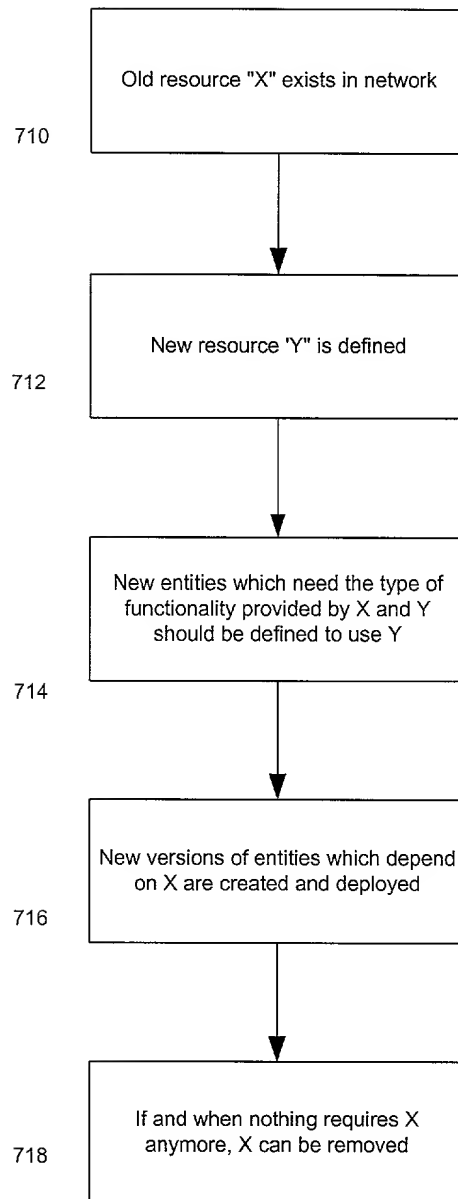 Old resource "X" exists in network
710
New resource 'Y" is defined
712
New entities which need the type of
functionality provided by X and Y
should be defined to use Y
714
New versions of entities which depend
on X are created and deployed
716
If and when nothing requires X
anymore, X can be removed
718